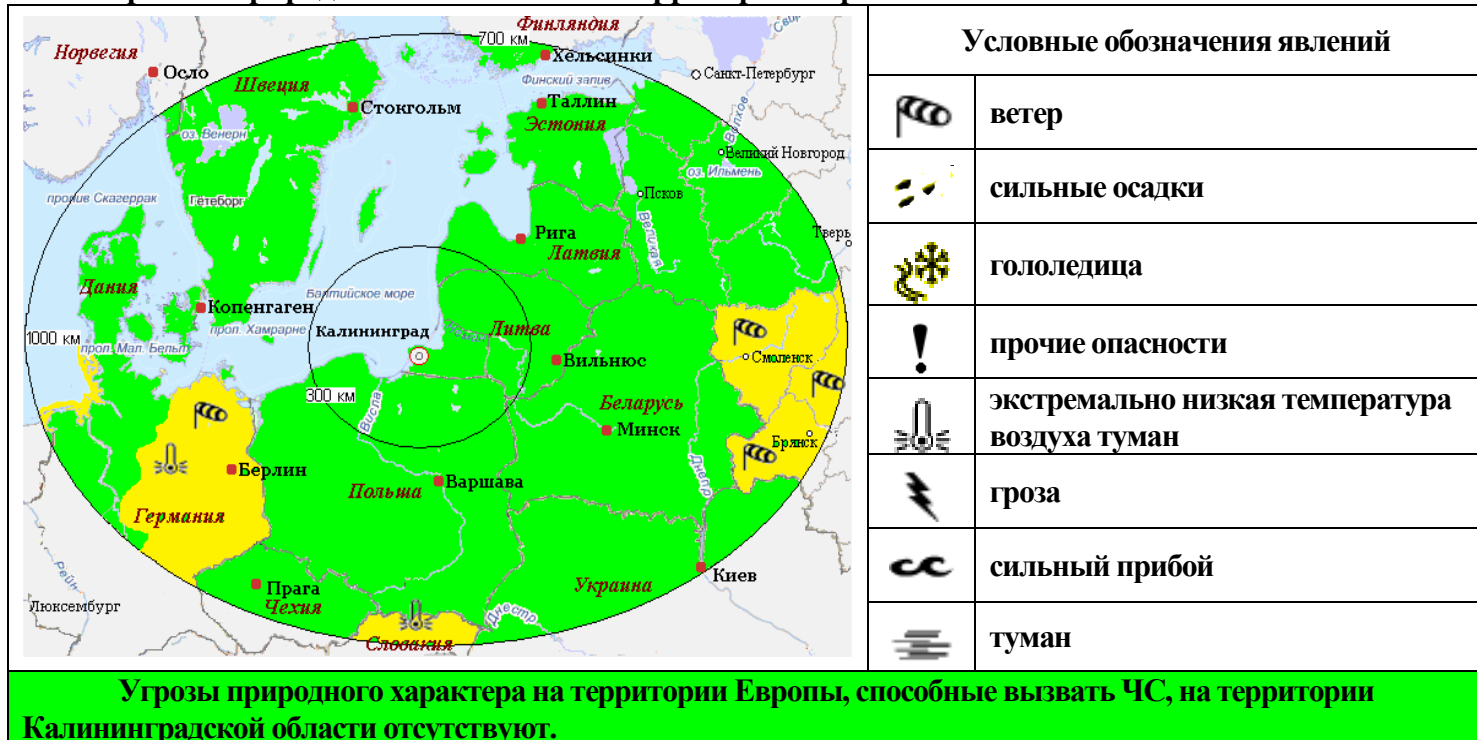 Норвегия
Осло
Швеция
оз. Венерн
Стокгольм
700 км
Финляндия
Хельсинки
Финский залив
Таллин
Эстония
Санкт-Петербург
Волхов
Великий Новгород
оз. Ильмень
Псков
Великая
Тверь
пролив Скагеррак
Гётеборг
Рига
Латвия
Дания
Копенгаген
Балтийское море
прол. Хамрарне
Калининград
Литва
1000 км
прол. Мал. Бельт
Вильнюс
Смоленск
300 км
Висла
Беларусь
Минск
Брянск
Днепр
Берлин
Польша
Варшава
Германия
Рейн
Прага
Чехия
Украина
Киев
Люксембург
Днестр
Словакия
Условные обозначения явлений
ветер
сильные осадки
гололедица
прочие опасности
экстремально низкая температура
воздуха туман
гроза
сильный прибой
туман
Угрозы природного характера на территории Европы, способные вызвать ЧС, на территории
Калининградской области отсутствуют.